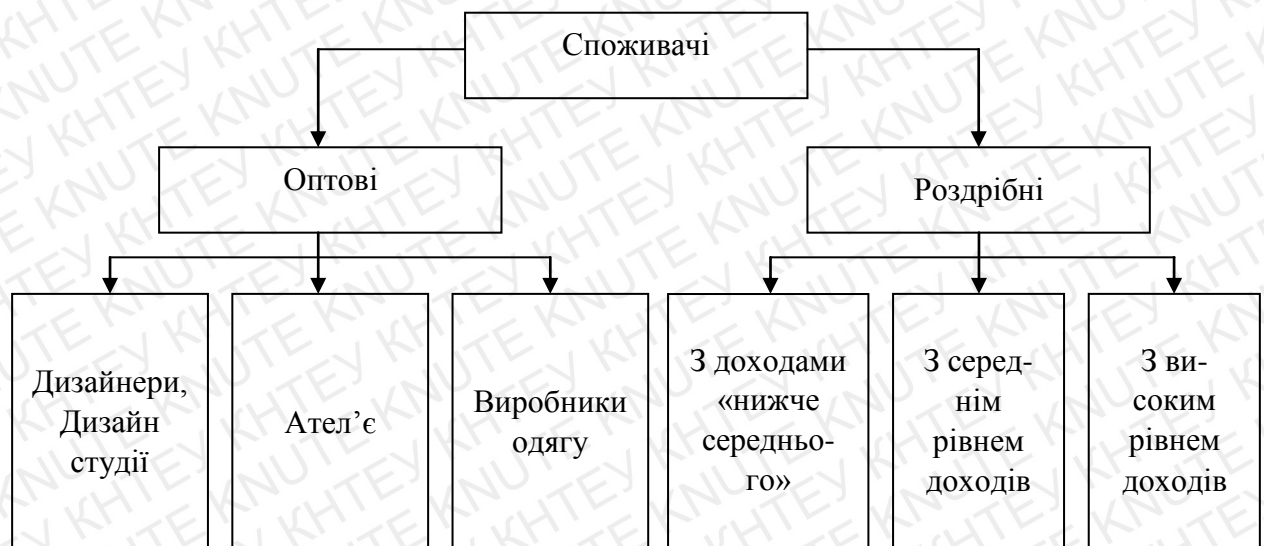 Споживачі
Оптові
Роздрібні
Дизайнери,
Дизайн
студії
Ател’є
Виробники
одягу
З доходами
«нижче
середньо-
го»
З серед-
нім
рівнем
доходів
З ви-
соким
рівнем
доходів